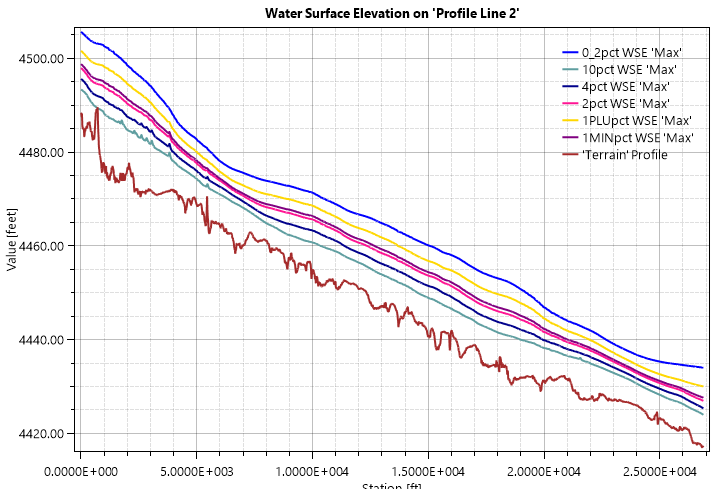 Water Surface Elevation on 'Profile Line 2'
4500.00
4480.00
4460.00
4440.00
4420.00
Value [feet]
0_2pct WSE 'Max'
10pct WSE 'Max'
4pct WSE 'Max'
2pct WSE 'Max'
1PLUpct WSE 'Max'
1MINpct WSE 'Max'
'Terrain' Profile
0.0000E+000 5.0000E+003 1.0000E+004 1.5000E+004 2.0000E+004 2.5000E+004
Station [ft]